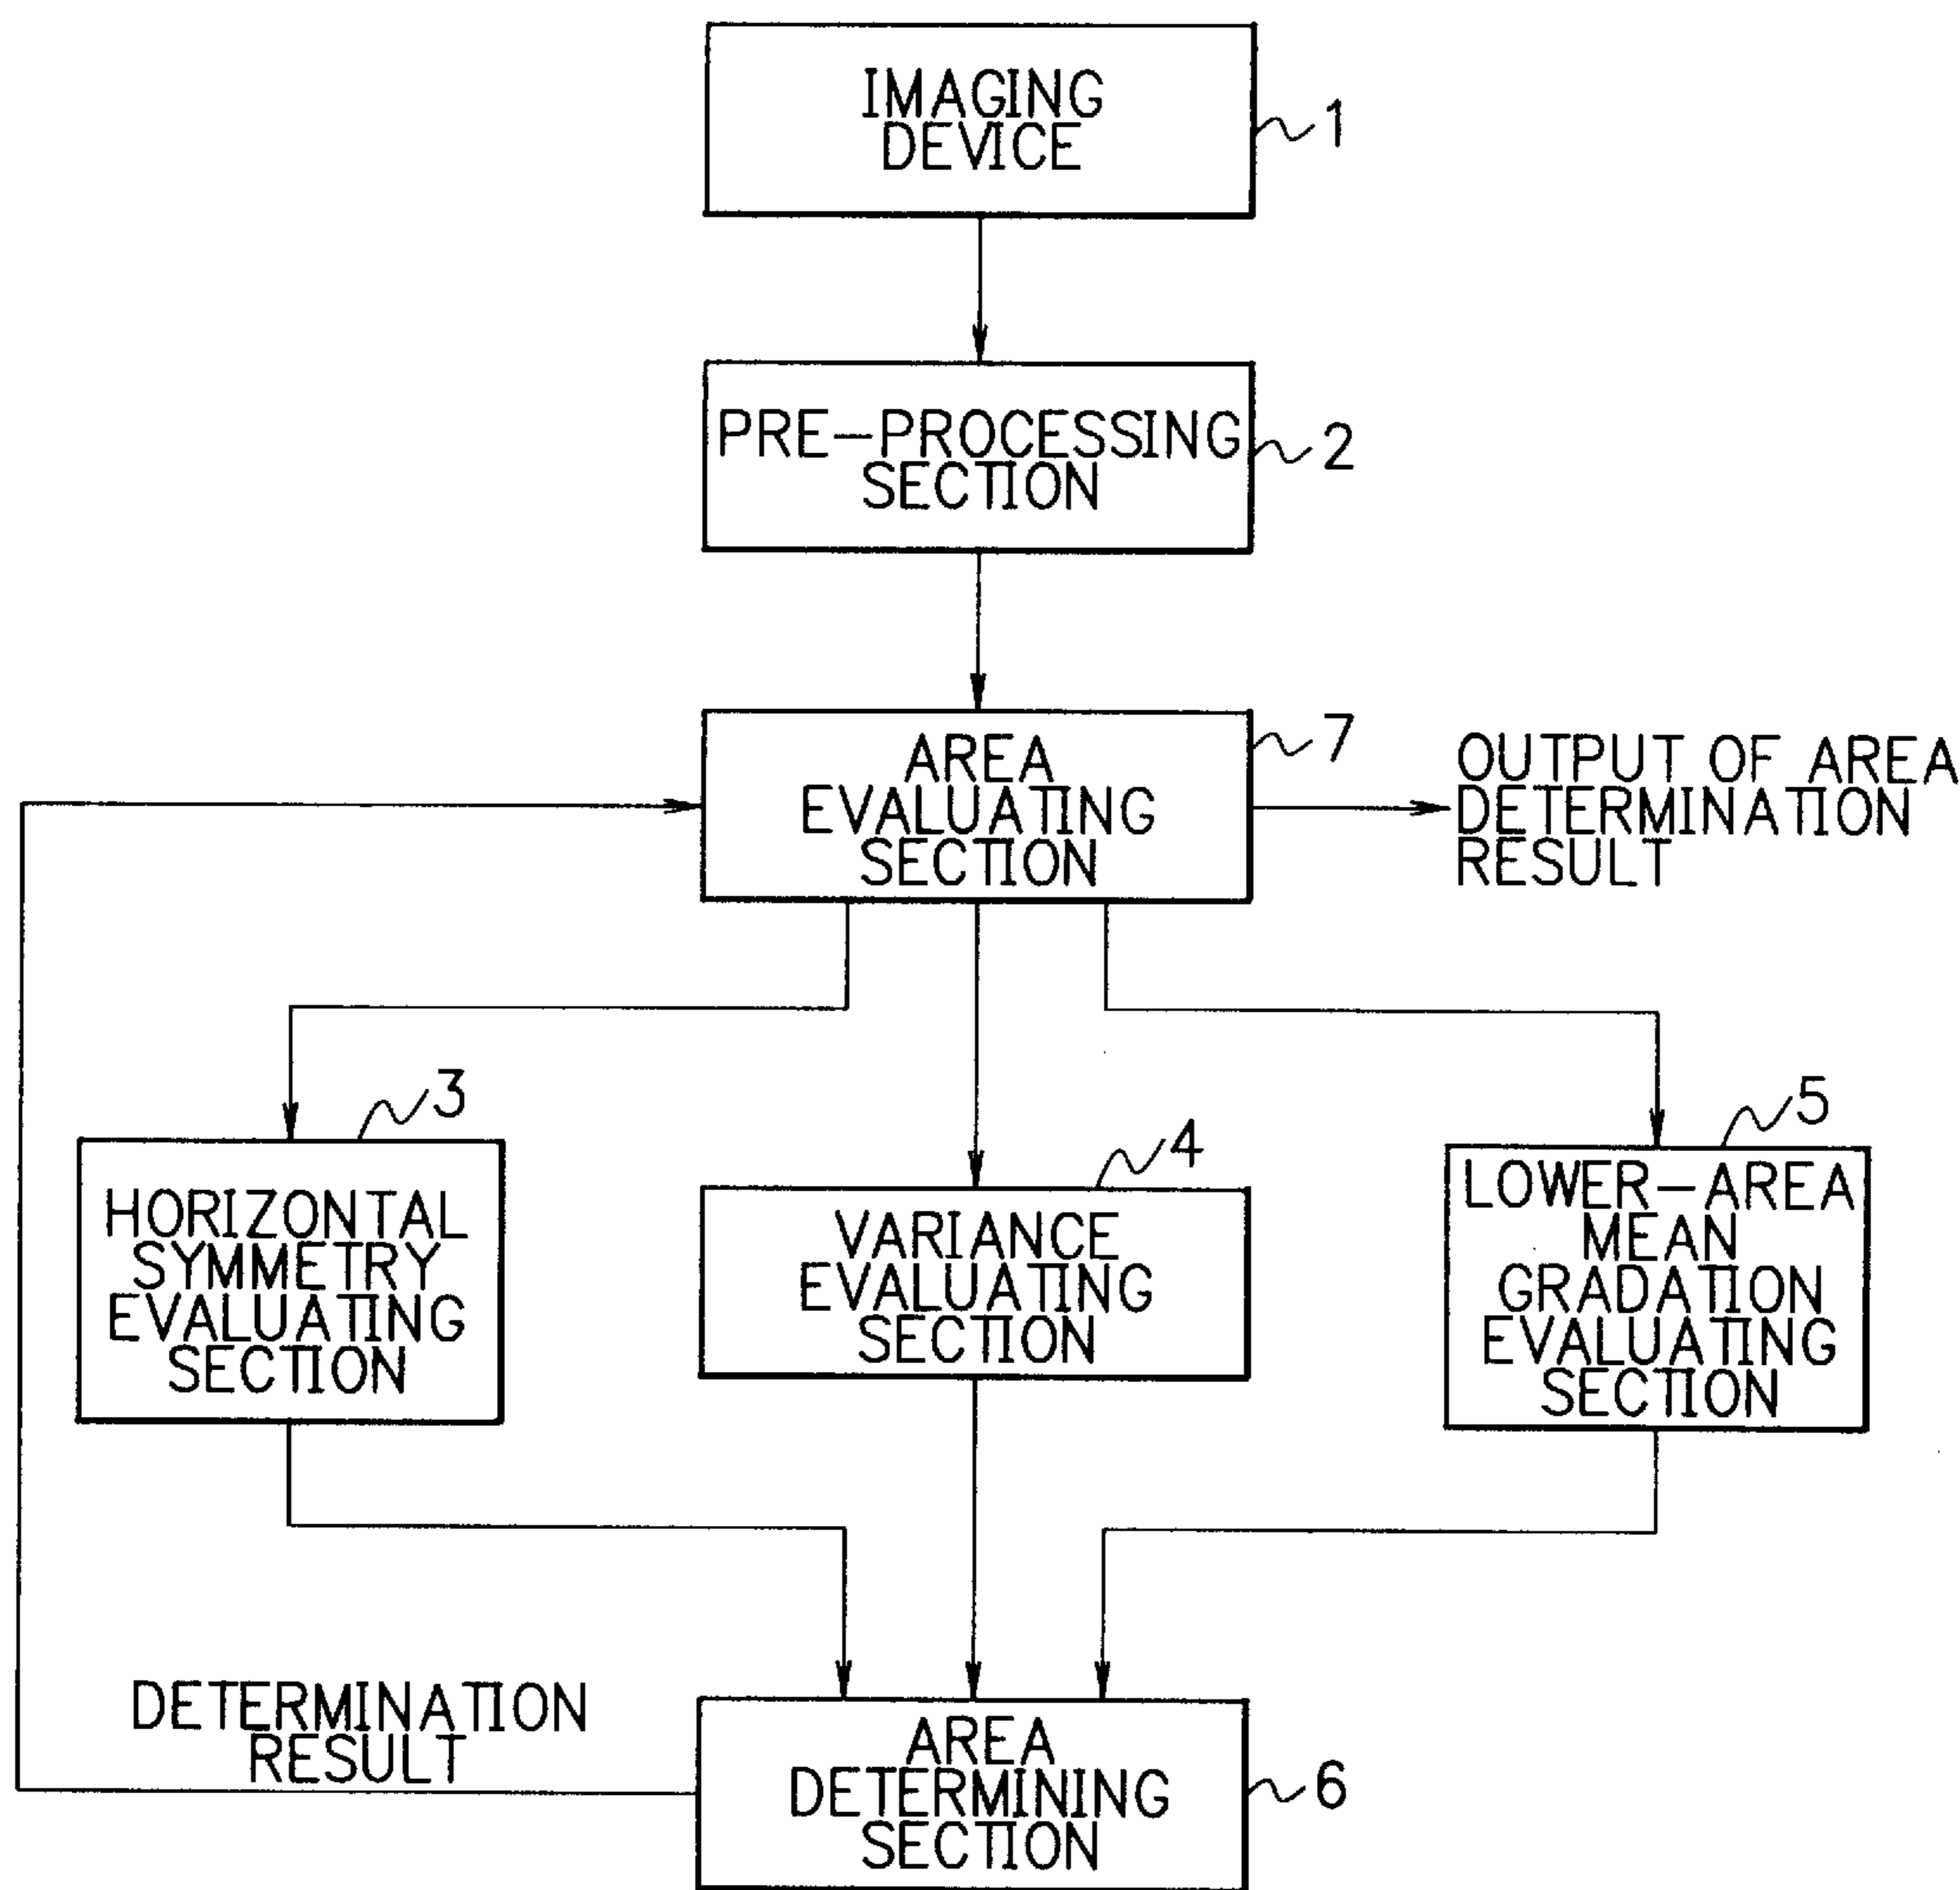 IMAGING
DEVICE
1
PRE-PROCESSING
SECTION
2
AREA
EVALUATING
SECTION
7
OUTPUT OF AREA
DETERMINATION
RESULT
3
HORIZONTAL
SYMMETRY
EVALUATING
SECTION
4
VARIANCE
EVALUATING
SECTION
5
LOWER-AREA
MEAN
GRADATION
EVALUATING
SECTION
DETERMINATION
RESULT
AREA
DETERMINING
SECTION
6